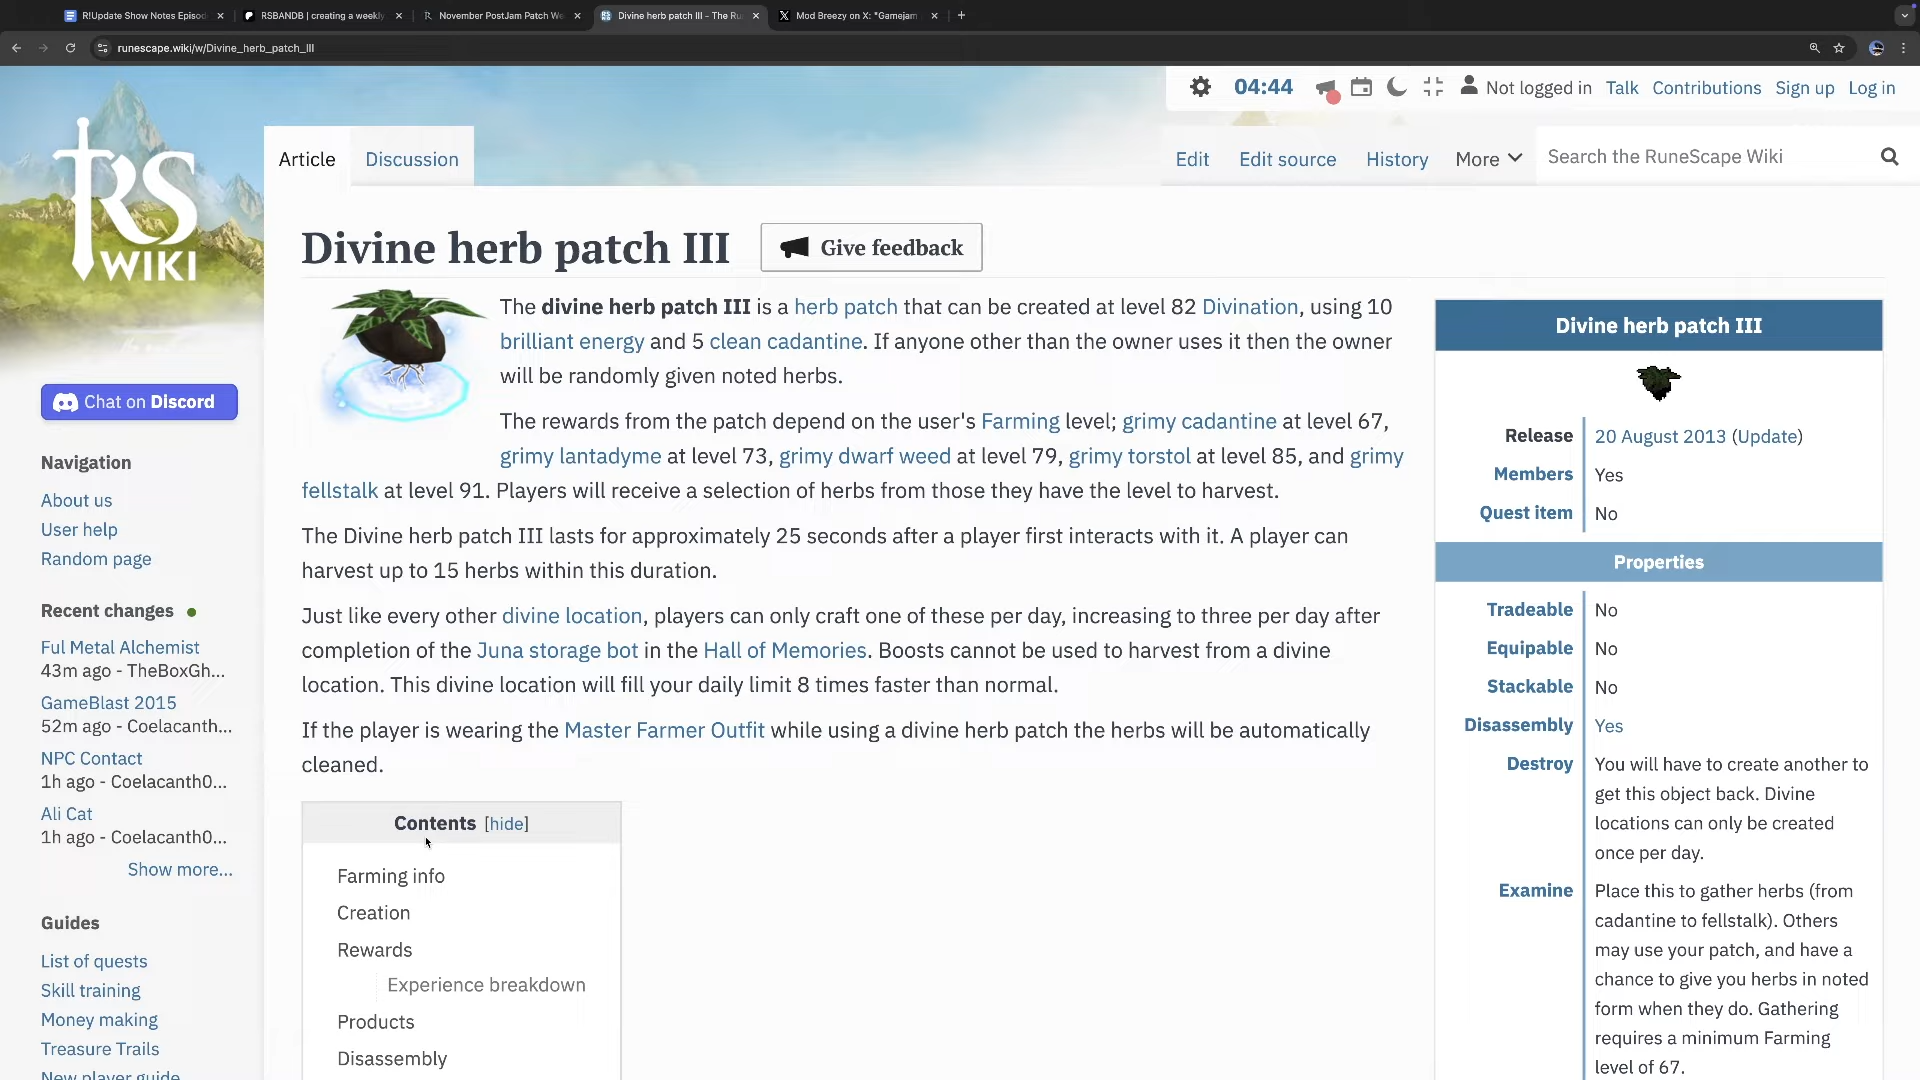 R!Update Show Notes Episod
RSBANDB | creating a weekly
November PostJam Patch We
Divine herb patch III - The Ru
Mod Breezy on X: "Gamejam
runescape.wiki/w/Divine_herb_patch_III
04:44
Not logged in
Talk
Contributions
Sign up
Log in
Article
Discussion
Edit
Edit source
History
More
Search the RuneScape Wiki
RS
WIKI
Divine herb patch III
Give feedback
The divine herb patch III is a herb patch that can be created at level 82 Divination, using 10
brilliant energy and 5 clean cadantine. If anyone other than the owner uses it then the owner
will be randomly given noted herbs.
The rewards from the patch depend on the user's Farming level; grimy cadantine at level 67,
grimy lantadyme at level 73, grimy dwarf weed at level 79, grimy torstol at level 85, and grimy
fellstalk at level 91. Players will receive a selection of herbs from those they have the level to harvest.
The Divine herb patch III lasts for approximately 25 seconds after a player first interacts with it. A player can
harvest up to 15 herbs within this duration.
Just like every other divine location, players can only craft one of these per day, increasing to three per day after
completion of the Juna storage bot in the Hall of Memories. Boosts cannot be used to harvest from a divine
location. This divine location will fill your daily limit 8 times faster than normal.
If the player is wearing the Master Farmer Outfit while using a divine herb patch the herbs will be automatically
cleaned.
Contents [hide]
Farming info
Creation
Rewards
Experience breakdown
Products
Disassembly
Chat on Discord
Navigation
About us
User help
Random page
Recent changes
Ful Metal Alchemist
43m ago - TheBoxGh...
GameBlast 2015
52m ago - Coelacanth...
NPC Contact
1h ago - Coelacanth0...
Ali Cat
1h ago - Coelacanth0...
Show more...
Guides
List of quests
Skill training
Money making
Treasure Trails
New player guide
Divine herb patch III
Release 20 August 2013 (Update)
Members Yes
Quest item No
Properties
Tradeable No
Equipable No
Stackable No
Disassembly Yes
Destroy You will have to create another to
get this object back. Divine
locations can only be created
once per day.
Examine Place this to gather herbs (from
cadantine to fellstalk). Others
may use your patch, and have a
chance to give you herbs in noted
form when they do. Gathering
requires a minimum Farming
level of 67.